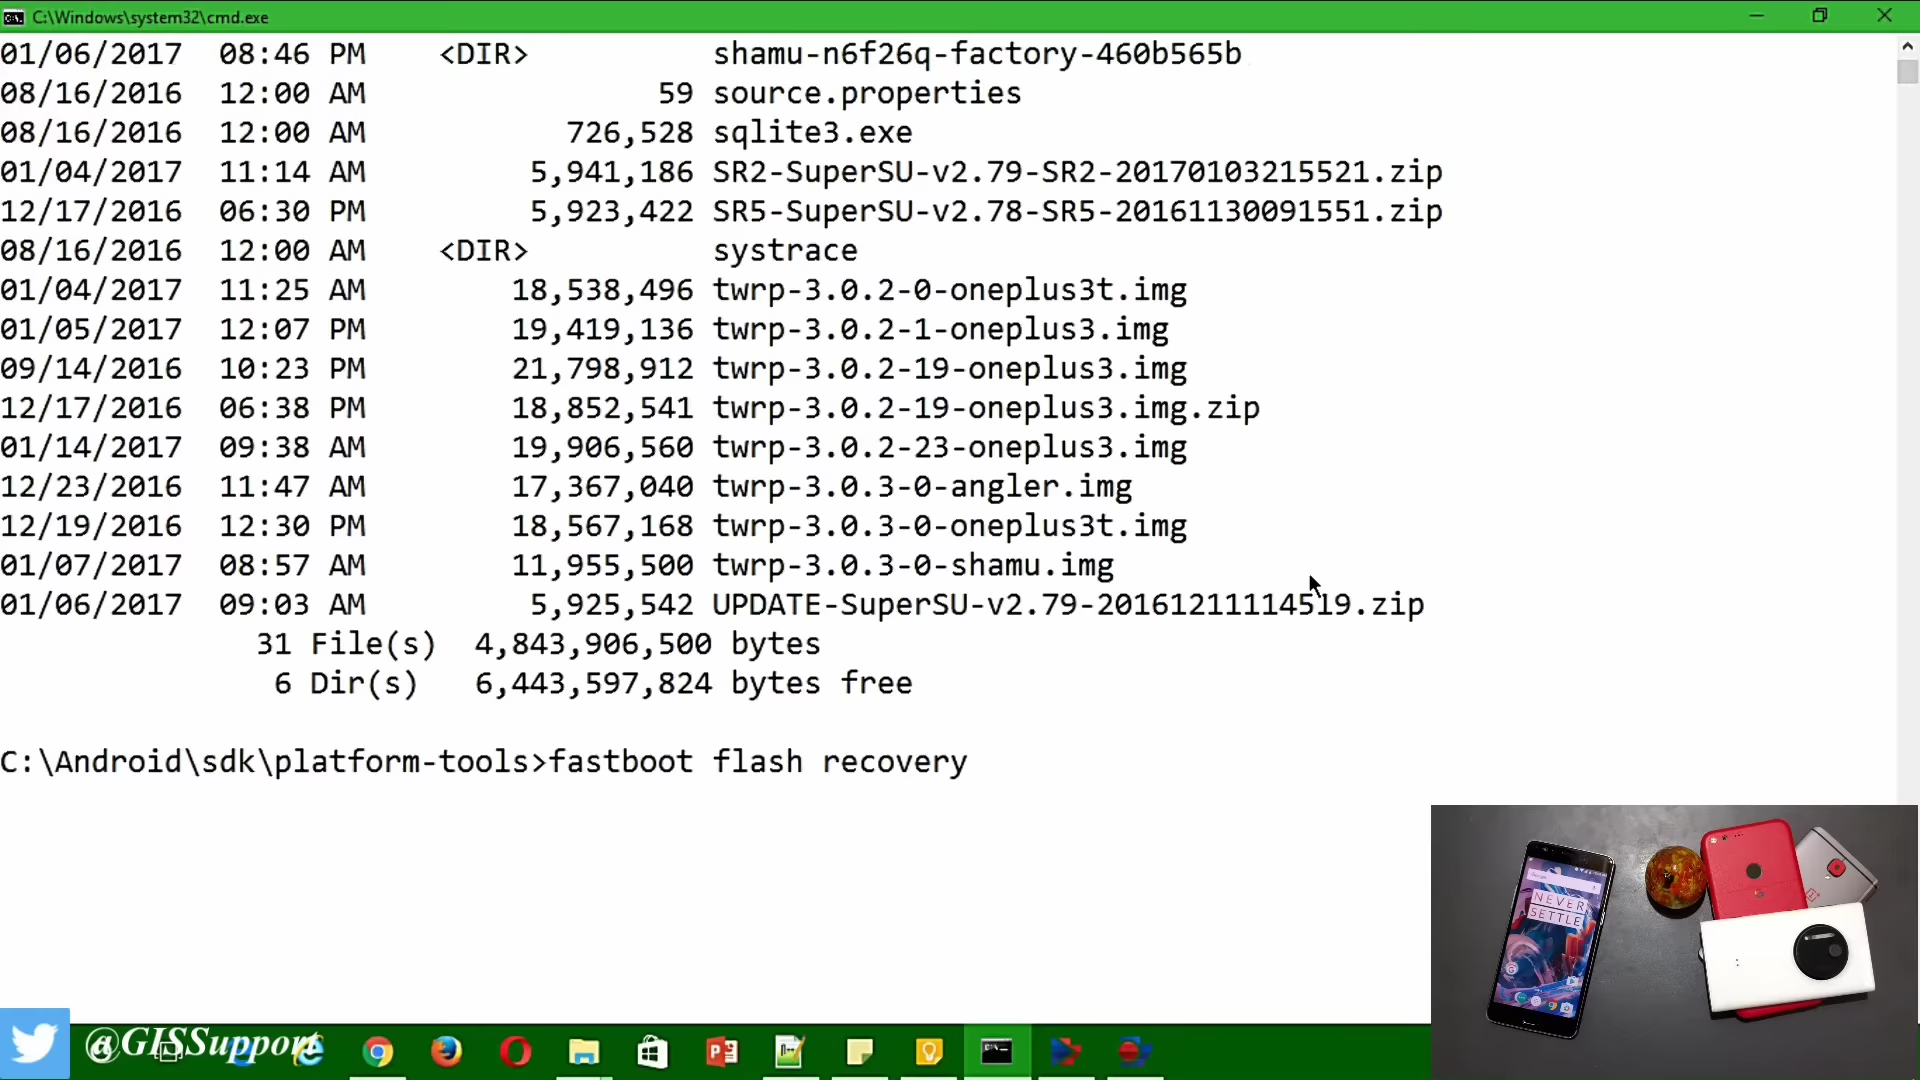 C:\Windows\system32\cmd.exe
01/06/2017 08:46 PM <DIR> shamu-n6f26q-factory-460b565b
08/16/2016 12:00 AM 59 source.properties
08/16/2016 12:00 AM 726,528 sqlite3.exe
01/04/2017 11:14 AM 5,941,186 SR2-SuperSU-v2.79-SR2-20170103215521.zip
12/17/2016 06:30 PM 5,923,422 SR5-SuperSU-v2.78-SR5-20161130091551.zip
08/16/2016 12:00 AM <DIR> systrace
01/04/2017 11:25 AM 18,538,496 twrp-3.0.2-0-oneplus3t.img
01/05/2017 12:07 PM 19,419,136 twrp-3.0.2-1-oneplus3.img
09/14/2016 10:23 PM 21,798,912 twrp-3.0.2-19-oneplus3.img
12/17/2016 06:38 PM 18,852,541 twrp-3.0.2-19-oneplus3.img.zip
01/14/2017 09:38 AM 19,906,560 twrp-3.0.2-23-oneplus3.img
12/23/2016 11:47 AM 17,367,040 twrp-3.0.3-0-angler.img
12/19/2016 12:30 PM 18,567,168 twrp-3.0.3-0-oneplus3t.img
01/07/2017 08:57 AM 11,955,500 twrp-3.0.3-0-shamu.img
01/06/2017 09:03 AM 5,925,542 UPDATE-SuperSU-v2.79-20161211114519.zip
31 File(s) 4,843,906,500 bytes
6 Dir(s) 6,443,597,824 bytes free
C:\Android\sdk\platform-tools>fastboot flash recovery
NEVER
SETTLE
@GISSupport